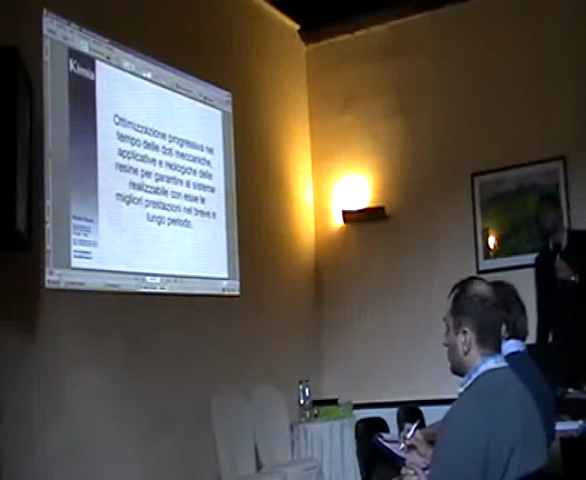 Kimia
Ottimizzazione progressiva nel
tempo delle doti meccaniche,
applicative e reologiche delle
resine per garantire al sistema
realizzabile con esse le
migliori prestazioni nel breve e
lungo periodo.